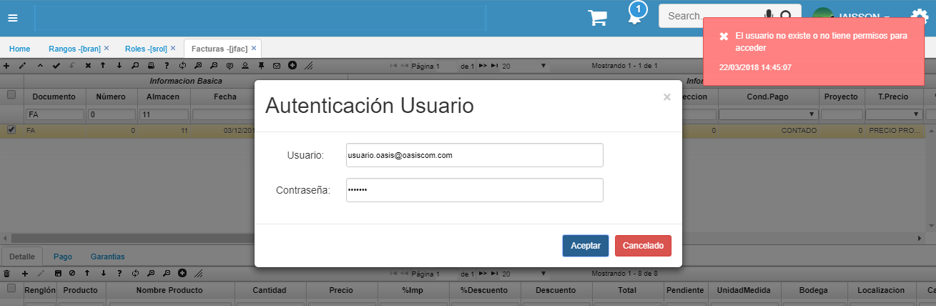 1
Search...
JAISSON
El usuario no existe o no tiene permisos para
acceder
22/03/2018 14:45:07
Home Rangos -[bran] Roles -[srol] Facturas -[jfac]
Página 1 de 1 20 Mostrando 1 - 1 de 1
Informacion Basica
Documento Número Almacen Fecha Cond.Pago Proyecto T.Precio
FA 0 11
FA 0 11 03/12/20 0 CONTADO 0 PRECIO PRO...
Autenticación Usuario
Usuario: usuario.oasis@oasiscom.com
Contraseña: •••••••
Aceptar Cancelado
Detalle Pago Garantias
Página 1 de 1 20 Mostrando 1 - 8 de 8
Renglón Producto Nombre Producto Cantidad Precio %Imp %Descuento Descuento Total Pendiente UnidadMedida Bodega Localizacion Ca